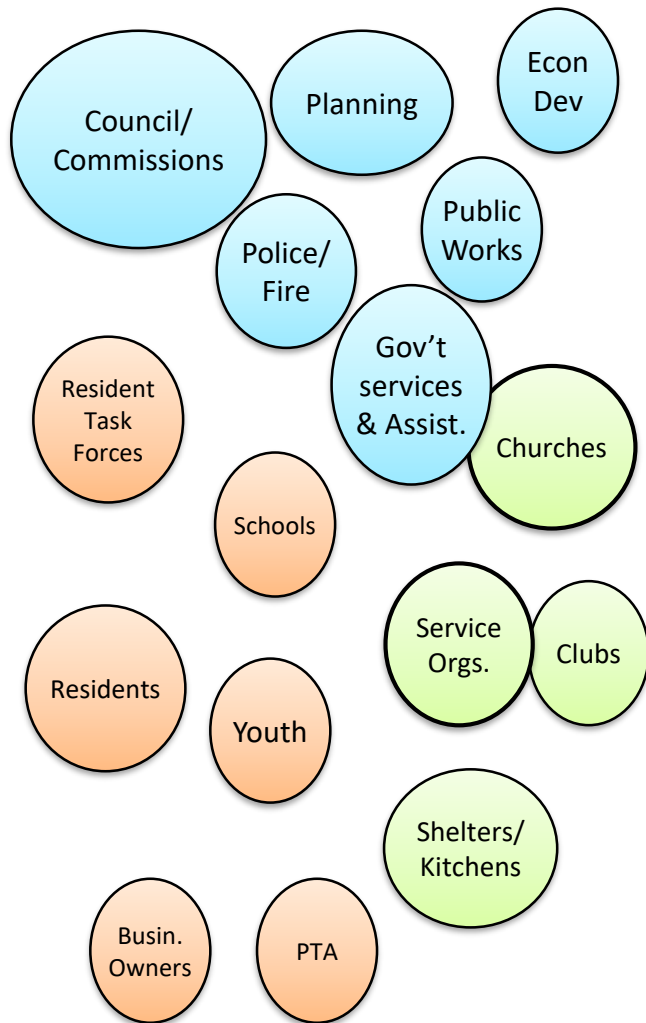 Council/
Commissions
Planning
Econ
Dev
Police/
Fire
Public
Works
Gov’t
services
& Assist.
Resident
Task
Forces
Churches
Schools
Service
Orgs.
Clubs
Residents
Youth
Shelters/
Kitchens
Busin.
Owners
PTA